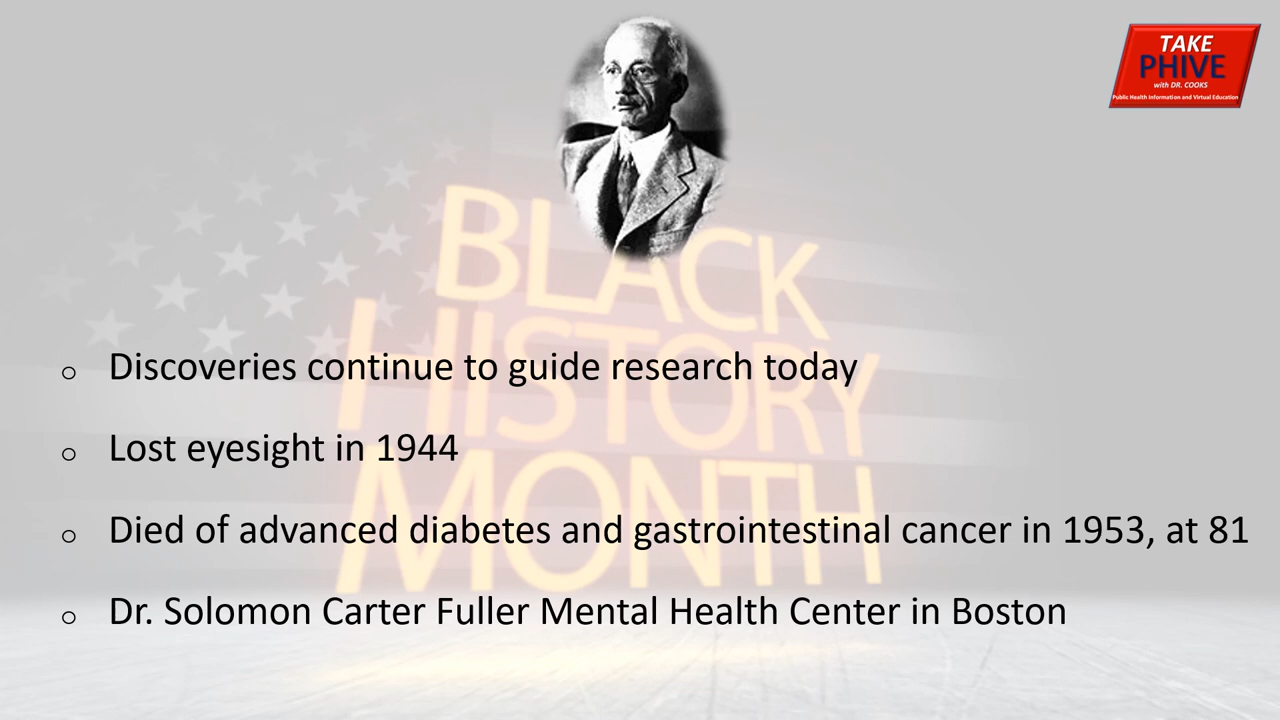 TAKE
PHIVE
with DR. COOKS
Public Health Information and Virtual Education
BLACK
HISTORY
MONTH
o Discoveries continue to guide research today
o Lost eyesight in 1944
o Died of advanced diabetes and gastrointestinal cancer in 1953, at 81
o Dr. Solomon Carter Fuller Mental Health Center in Boston